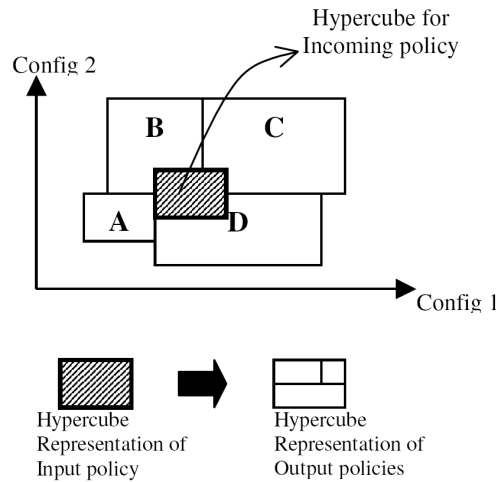 Hypercube for
Incoming policy
Config 2
B
C
A
D
Config 1
Hypercube
Representation of
Input policy
Hypercube
Representation of
Output policies